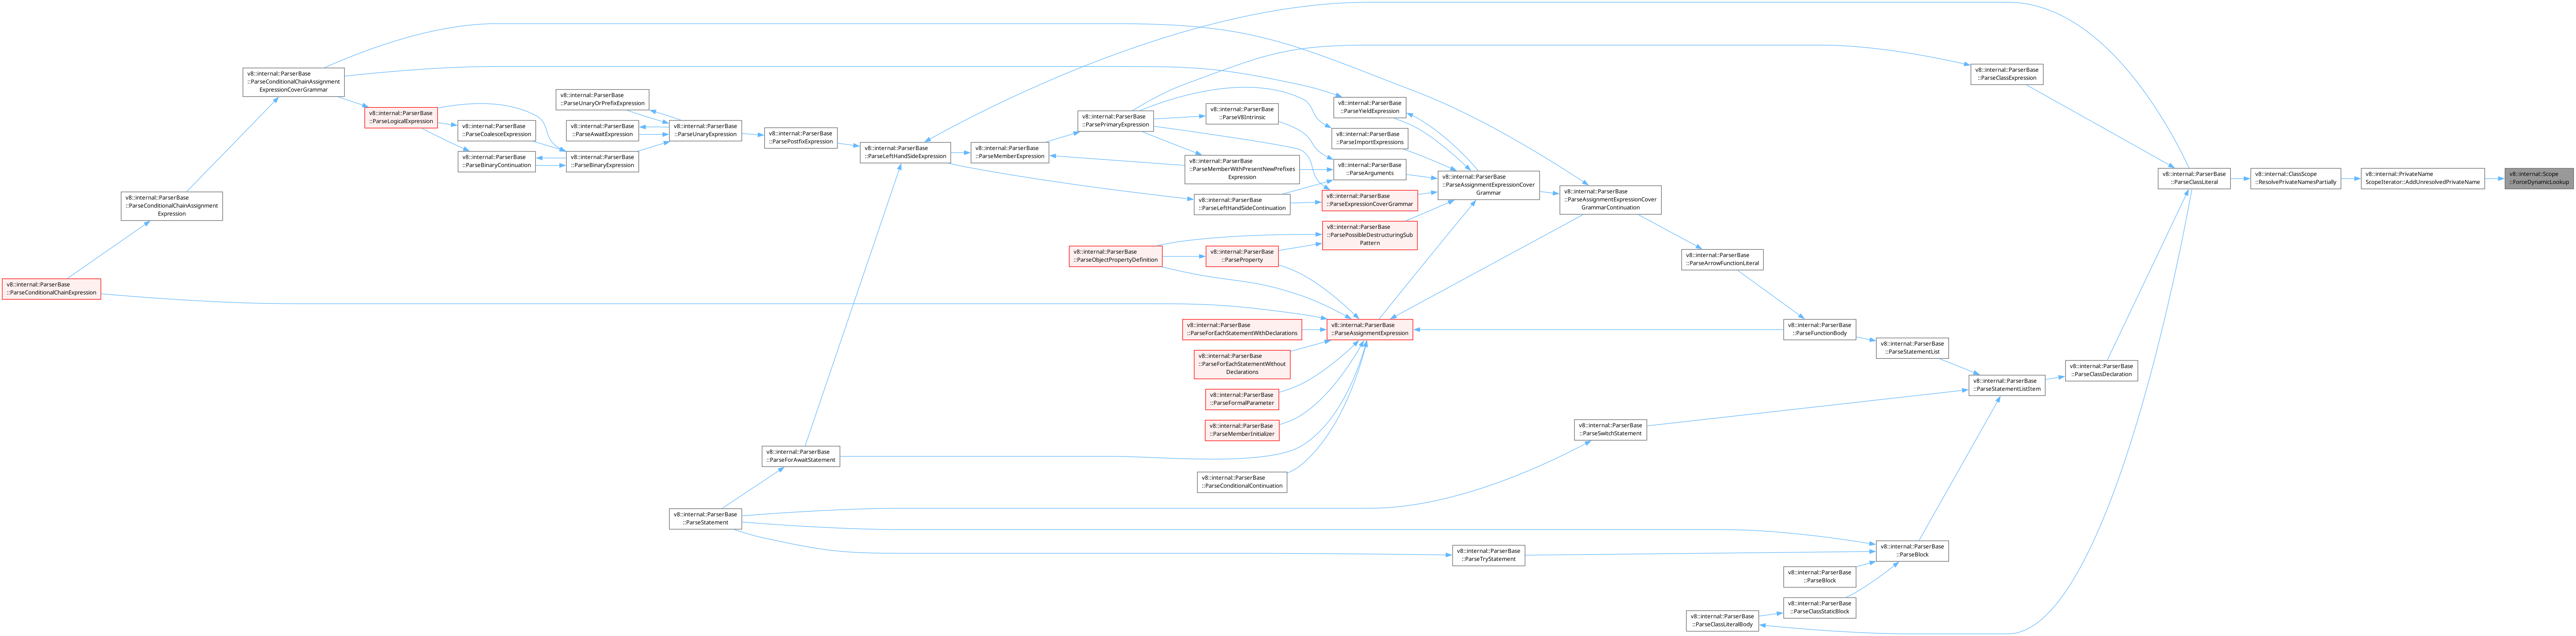 v8::internal::ParserBase
::ParseConditionalChainExpression
v8::internal::ParserBase
::ParseConditionalChainAssignment
Expression
v8::internal::ParserBase
::ParseConditionalChainAssignment
ExpressionCoverGrammar
v8::internal::ParserBase
::ParseLogicalExpression
v8::internal::ParserBase
::ParseCoalesceExpression
v8::internal::ParserBase
::ParseBinaryContinuation
v8::internal::ParserBase
::ParseUnaryOrPrefixExpression
v8::internal::ParserBase
::ParseAwaitExpression
v8::internal::ParserBase
::ParseBinaryExpression
v8::internal::ParserBase
::ParseUnaryExpression
v8::internal::ParserBase
::ParseStatement
v8::internal::ParserBase
::ParsePostfixExpression
v8::internal::ParserBase
::ParseForAwaitStatement
v8::internal::ParserBase
::ParseLeftHandSideExpression
v8::internal::ParserBase
::ParseMemberExpression
v8::internal::ParserBase
::ParsePrimaryExpression
v8::internal::ParserBase
::ParseObjectPropertyDefinition
v8::internal::ParserBase
::ParseV8Intrinsic
v8::internal::ParserBase
::ParseMemberWithPresentNewPrefixes
Expression
v8::internal::ParserBase
::ParseLeftHandSideContinuation
v8::internal::ParserBase
::ParseProperty
v8::internal::ParserBase
::ParseForEachStatementWithDeclarations
v8::internal::ParserBase
::ParseForEachStatementWithout
Declarations
v8::internal::ParserBase
::ParseFormalParameter
v8::internal::ParserBase
::ParseMemberInitializer
v8::internal::ParserBase
::ParseConditionalContinuation
v8::internal::ParserBase
::ParseYieldExpression
v8::internal::ParserBase
::ParseImportExpressions
v8::internal::ParserBase
::ParseArguments
v8::internal::ParserBase
::ParseExpressionCoverGrammar
v8::internal::ParserBase
::ParsePossibleDestructuringSub
Pattern
v8::internal::ParserBase
::ParseAssignmentExpression
v8::internal::ParserBase
::ParseAssignmentExpressionCover
Grammar
v8::internal::ParserBase
::ParseTryStatement
v8::internal::ParserBase
::ParseAssignmentExpressionCover
GrammarContinuation
v8::internal::ParserBase
::ParseSwitchStatement
v8::internal::ParserBase
::ParseArrowFunctionLiteral
v8::internal::ParserBase
::ParseClassLiteralBody
v8::internal::ParserBase
::ParseFunctionBody
v8::internal::ParserBase
::ParseBlock
v8::internal::ParserBase
::ParseClassStaticBlock
v8::internal::ParserBase
::ParseStatementList
v8::internal::ParserBase
::ParseBlock
v8::internal::ParserBase
::ParseClassExpression
v8::internal::ParserBase
::ParseStatementListItem
v8::internal::ParserBase
::ParseClassDeclaration
v8::internal::ParserBase
::ParseClassLiteral
v8::internal::ClassScope
::ResolvePrivateNamesPartially
v8::internal::PrivateName
ScopeIterator::AddUnresolvedPrivateName
v8::internal::Scope
::ForceDynamicLookup